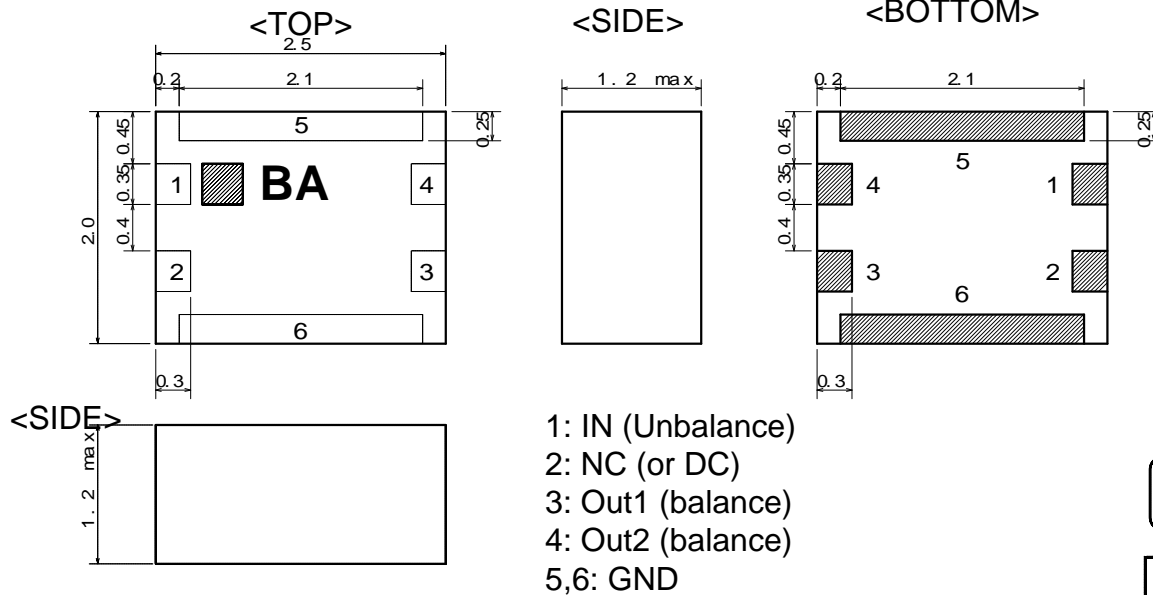 <TOP>
2.5
0.2
2.1
0.25
0.45
0.35
0.4
2.0
5
1
BA
4
2
3
6
0.3
<SIDE>
1.2 max
<BOTTOM>
0.2
2.1
0.25
0.45
0.35
0.4
5
4
1
3
2
6
0.3
<SIDE>
1.2 max
1: IN (Unbalance)
2: NC (or DC)
3: Out1 (balance)
4: Out2 (balance)
5,6: GND